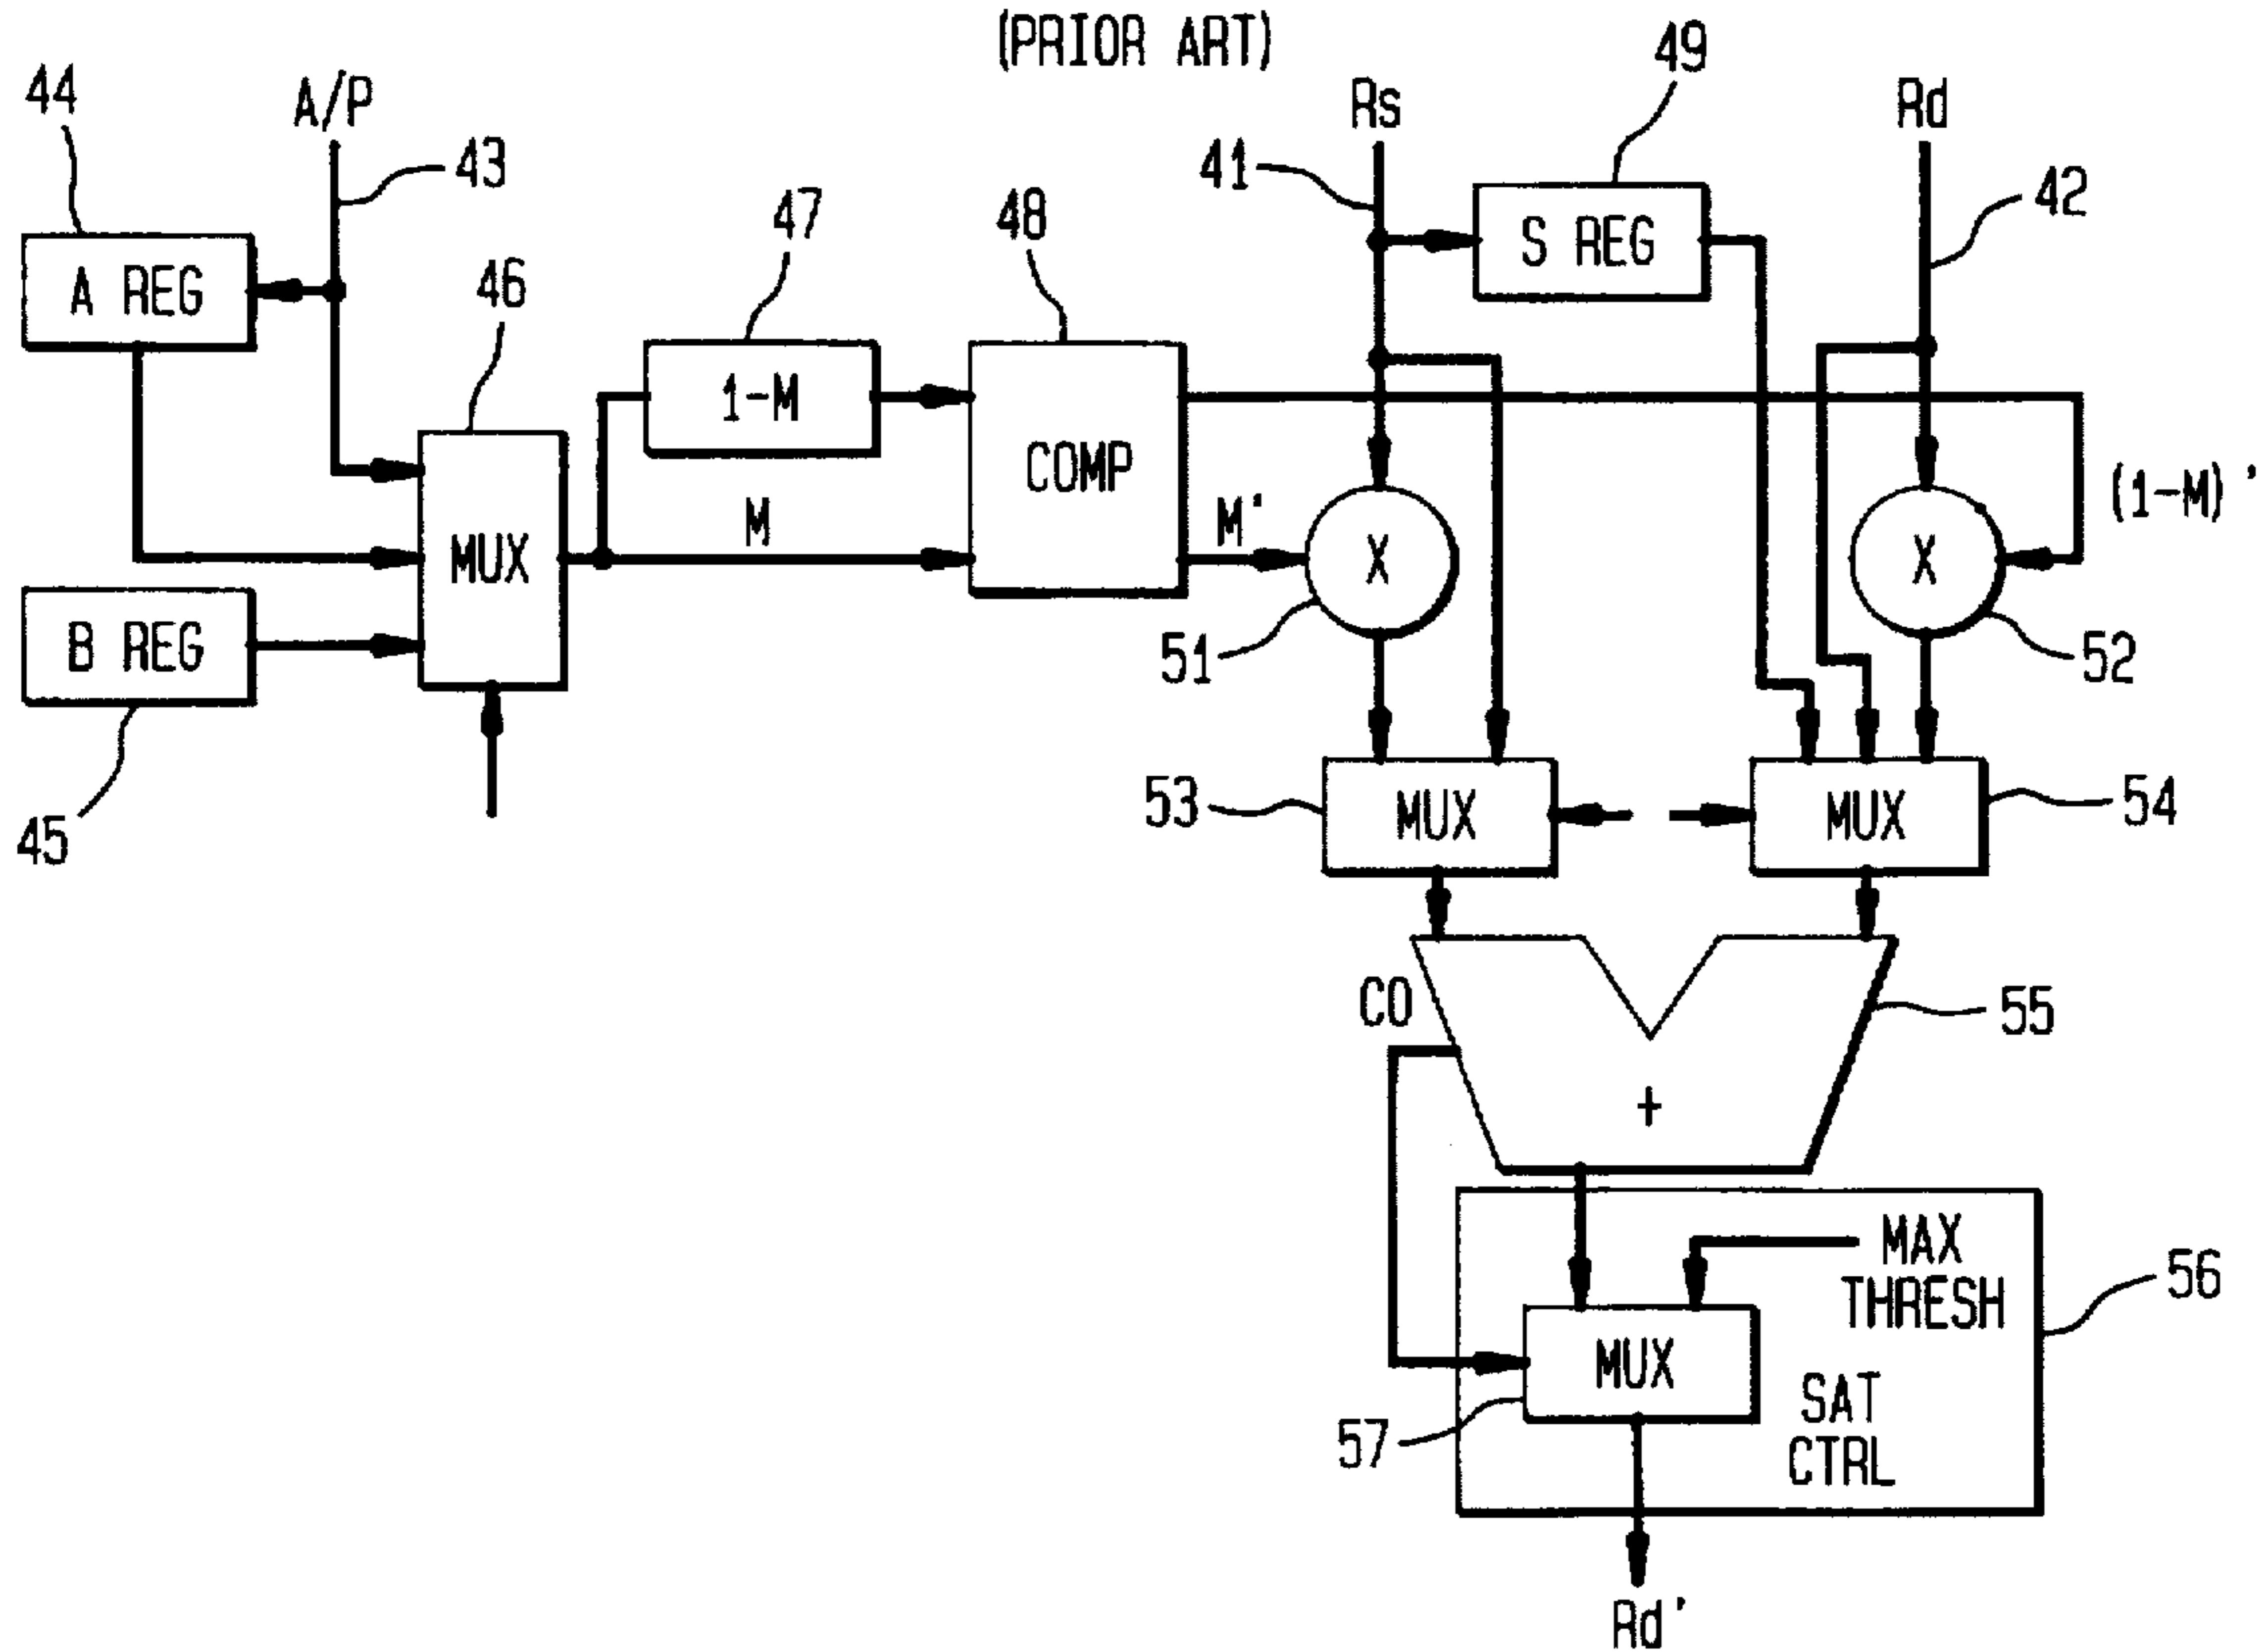 (PRIOR ART)
44
A/P
43
A REG
46
47
48
1-M
COMP
M
M'
MUX
B REG
45
Rs
41
49
S REG
Rd
42
(1-M)'
X
51
X
52
53
MUX
MUX
54
CO
+
55
MAX
THRESH
56
MUX
57
SAT
CTRL
Rd'